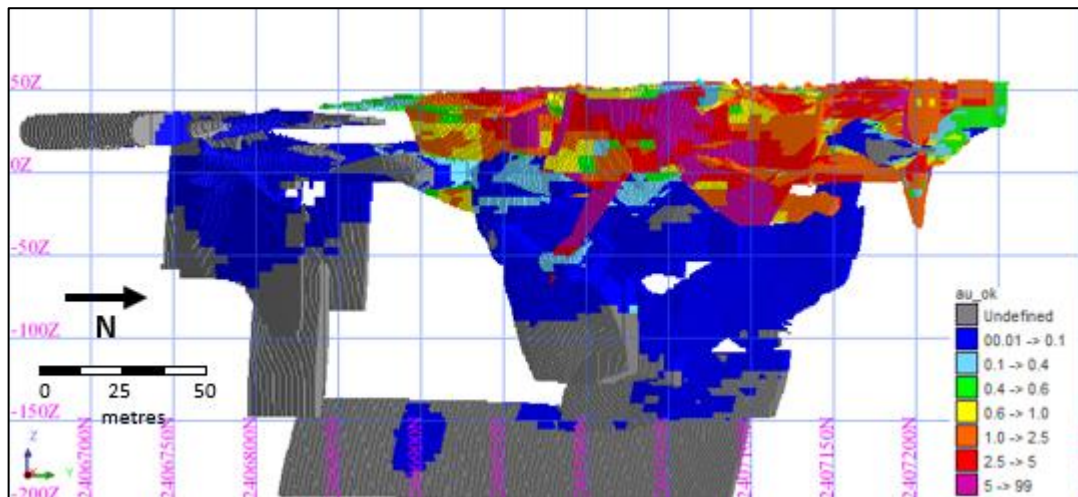 50Z
0Z
-50Z
-100Z
-150Z
-200Z
N
0 25 50
metres
Z
Y
2406700N
2406750N
2406800N
2407150N
2407200N
au_ok
Undefined
00.01 -> 0.1
0.1 -> 0.4
0.4 -> 0.6
0.6 -> 1.0
1.0 -> 2.5
2.5 -> 5
5 -> 99